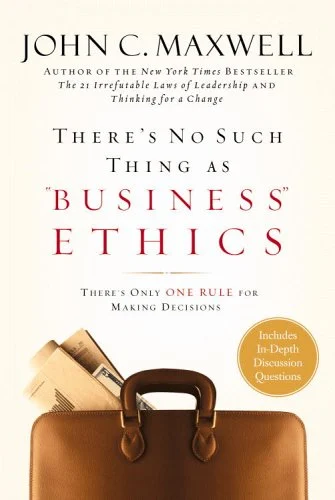 JOHN C. MAXWELL
AUTHOR OF THE New York Times BESTSELLER
The 21 Irrefutable Laws of Leadership AND
Thinking for a Change
THERE'S NO SUCH
THING AS
"BUSINESS"
ETHICS
THERE'S ONLY ONE RULE FOR
MAKING DECISIONS
Includes
In-Depth
Discussion
Questions